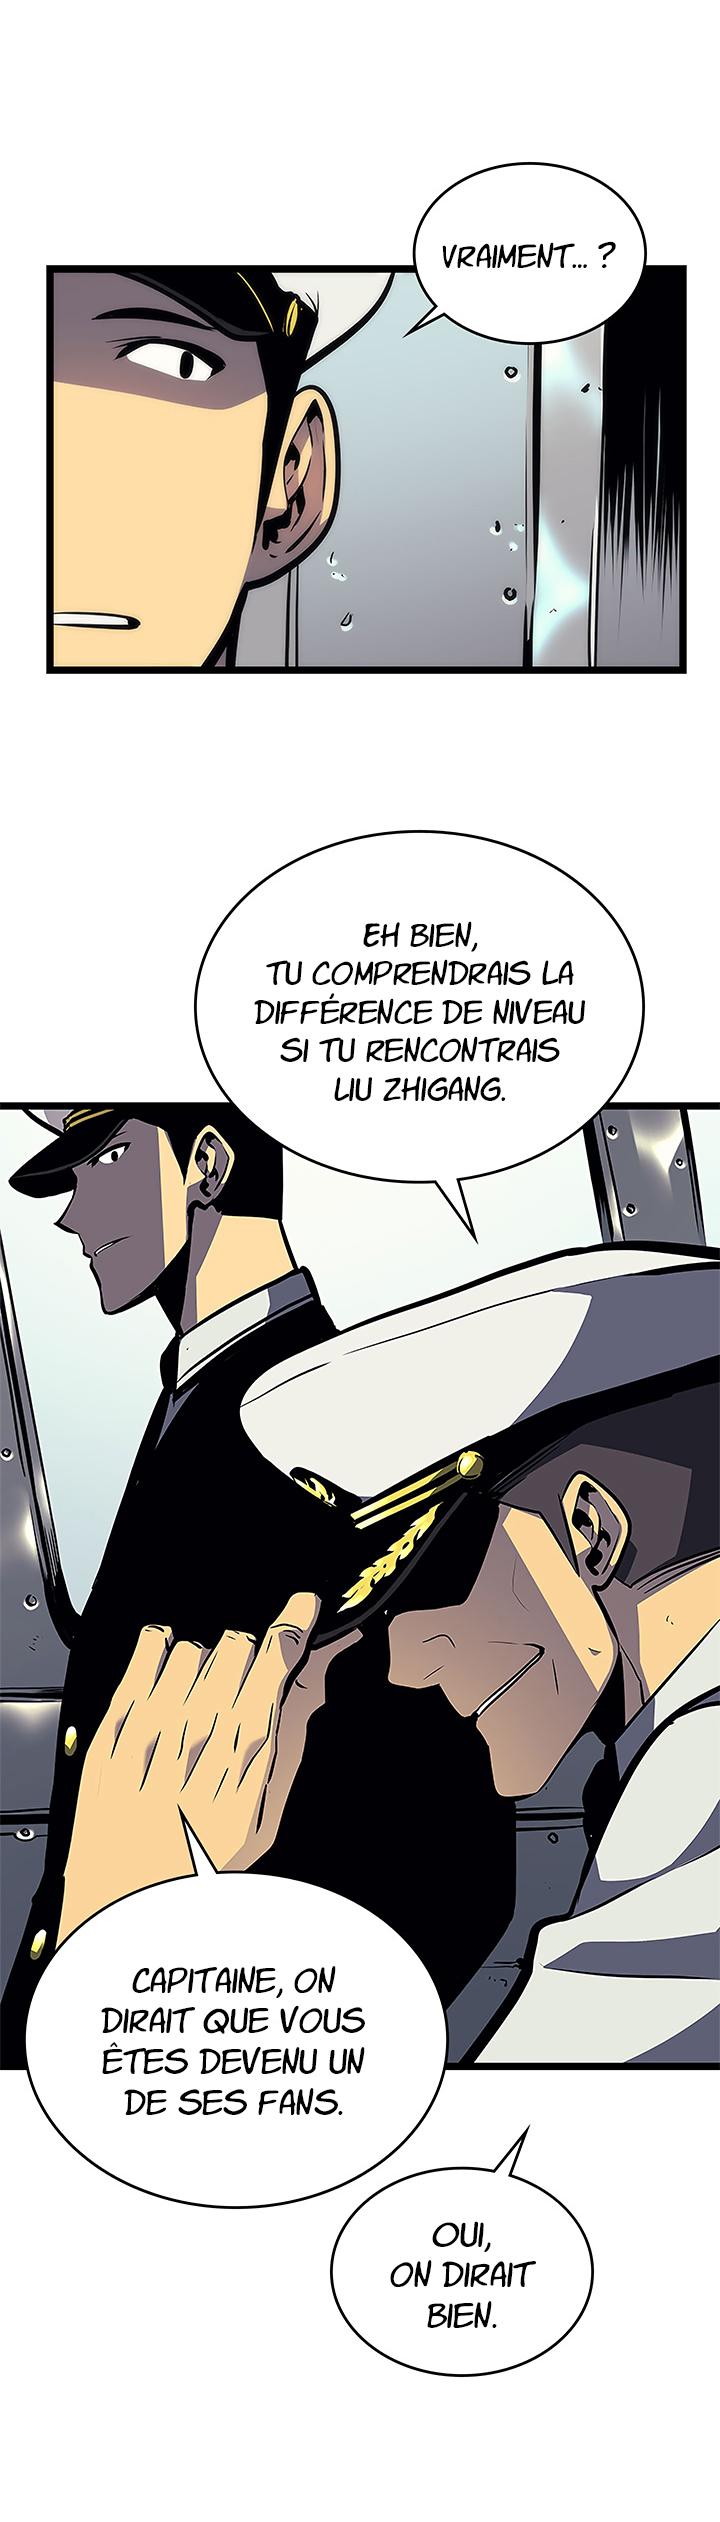 VRAIMENT... ?
EH BIEN,
TU COMPRENDRAIS LA
DIFFÉRENCE DE NIVEAU
SI TU RENCONTRAIS
LIU ZHIGANG.
CAPITAINE, ON
DIRAIT QUE VOUS
ÊTES DEVENU UN
DE SES FANS.
OUI,
ON DIRAIT
BIEN.